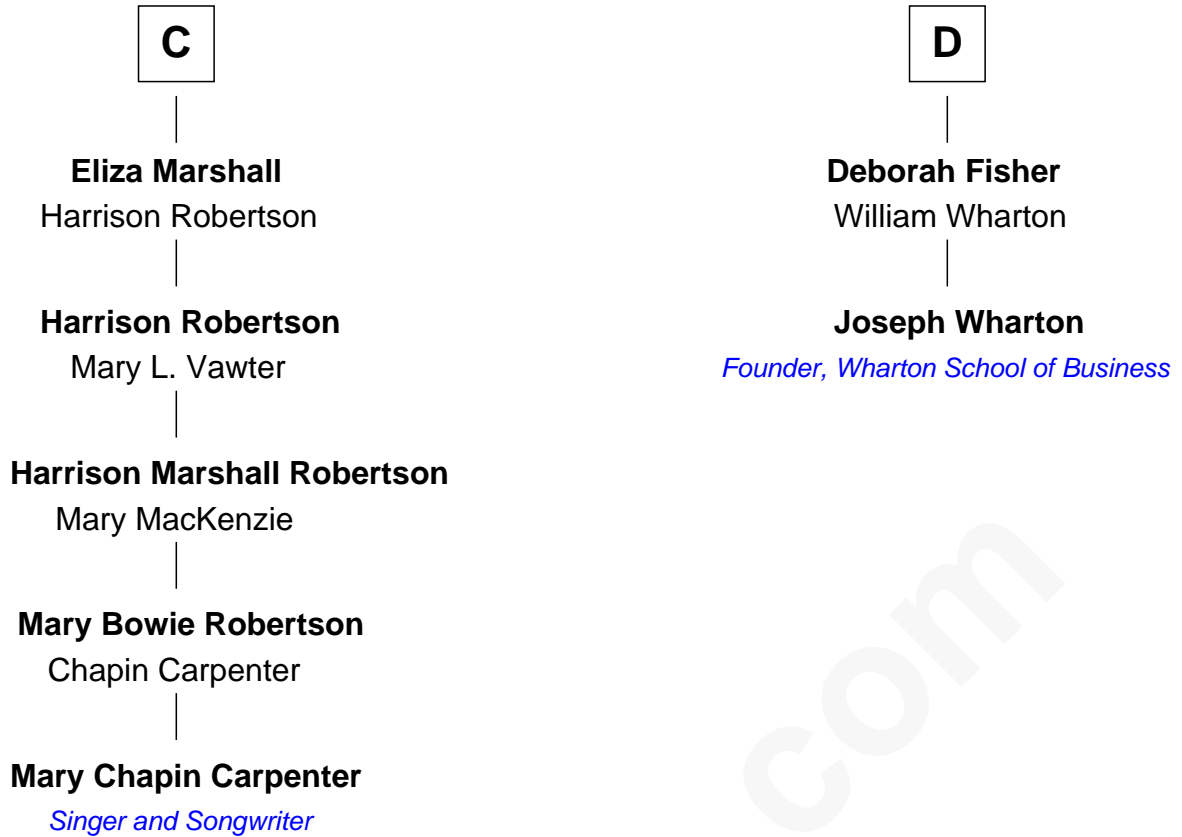 C
Eliza Marshall
Harrison Robertson
Harrison Robertson
Mary L. Vawter
Harrison Marshall Robertson
Mary MacKenzie
Mary Bowie Robertson
Chapin Carpenter
Mary Chapin Carpenter
Singer and Songwriter
D
Deborah Fisher
William Wharton
Joseph Wharton
Founder, Wharton School of Business
com